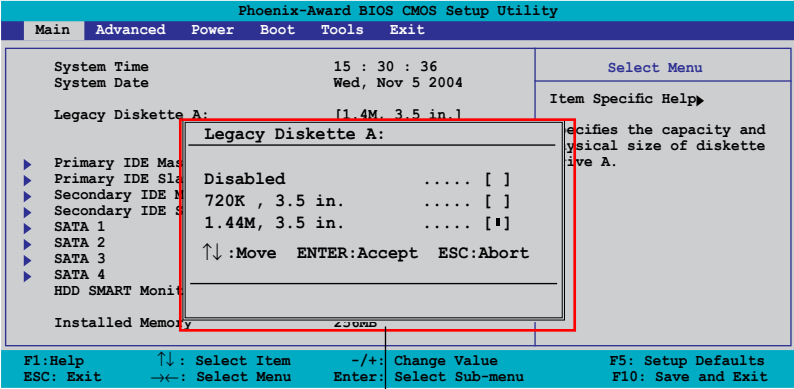 Phoenix-Award BIOS CMOS Setup Utility
Main Advanced Power Boot Tools Exit
System Time 15 : 30 : 36
System Date Wed, Nov 5 2004
Legacy Diskette A: [1.4M, 3.5 in.]
Primary IDE Mas
Primary IDE Sla
Secondary IDE M
Secondary IDE S
SATA 1
SATA 2
SATA 3
SATA 4
HDD SMART Monit
Installed Memory 256MB
Legacy Diskette A:
Disabled ..... [ ]
720K , 3.5 in. ..... [ ]
1.44M, 3.5 in. ..... [▮]
↑↓ :Move ENTER:Accept ESC:Abort
Select Menu
Item Specific Help▶
ecifies the capacity and
ysical size of diskette
ive A.
F1:Help ↑↓ : Select Item -/+: Change Value F5: Setup Defaults
ESC: Exit →←: Select Menu Enter: Select Sub-menu F10: Save and Exit